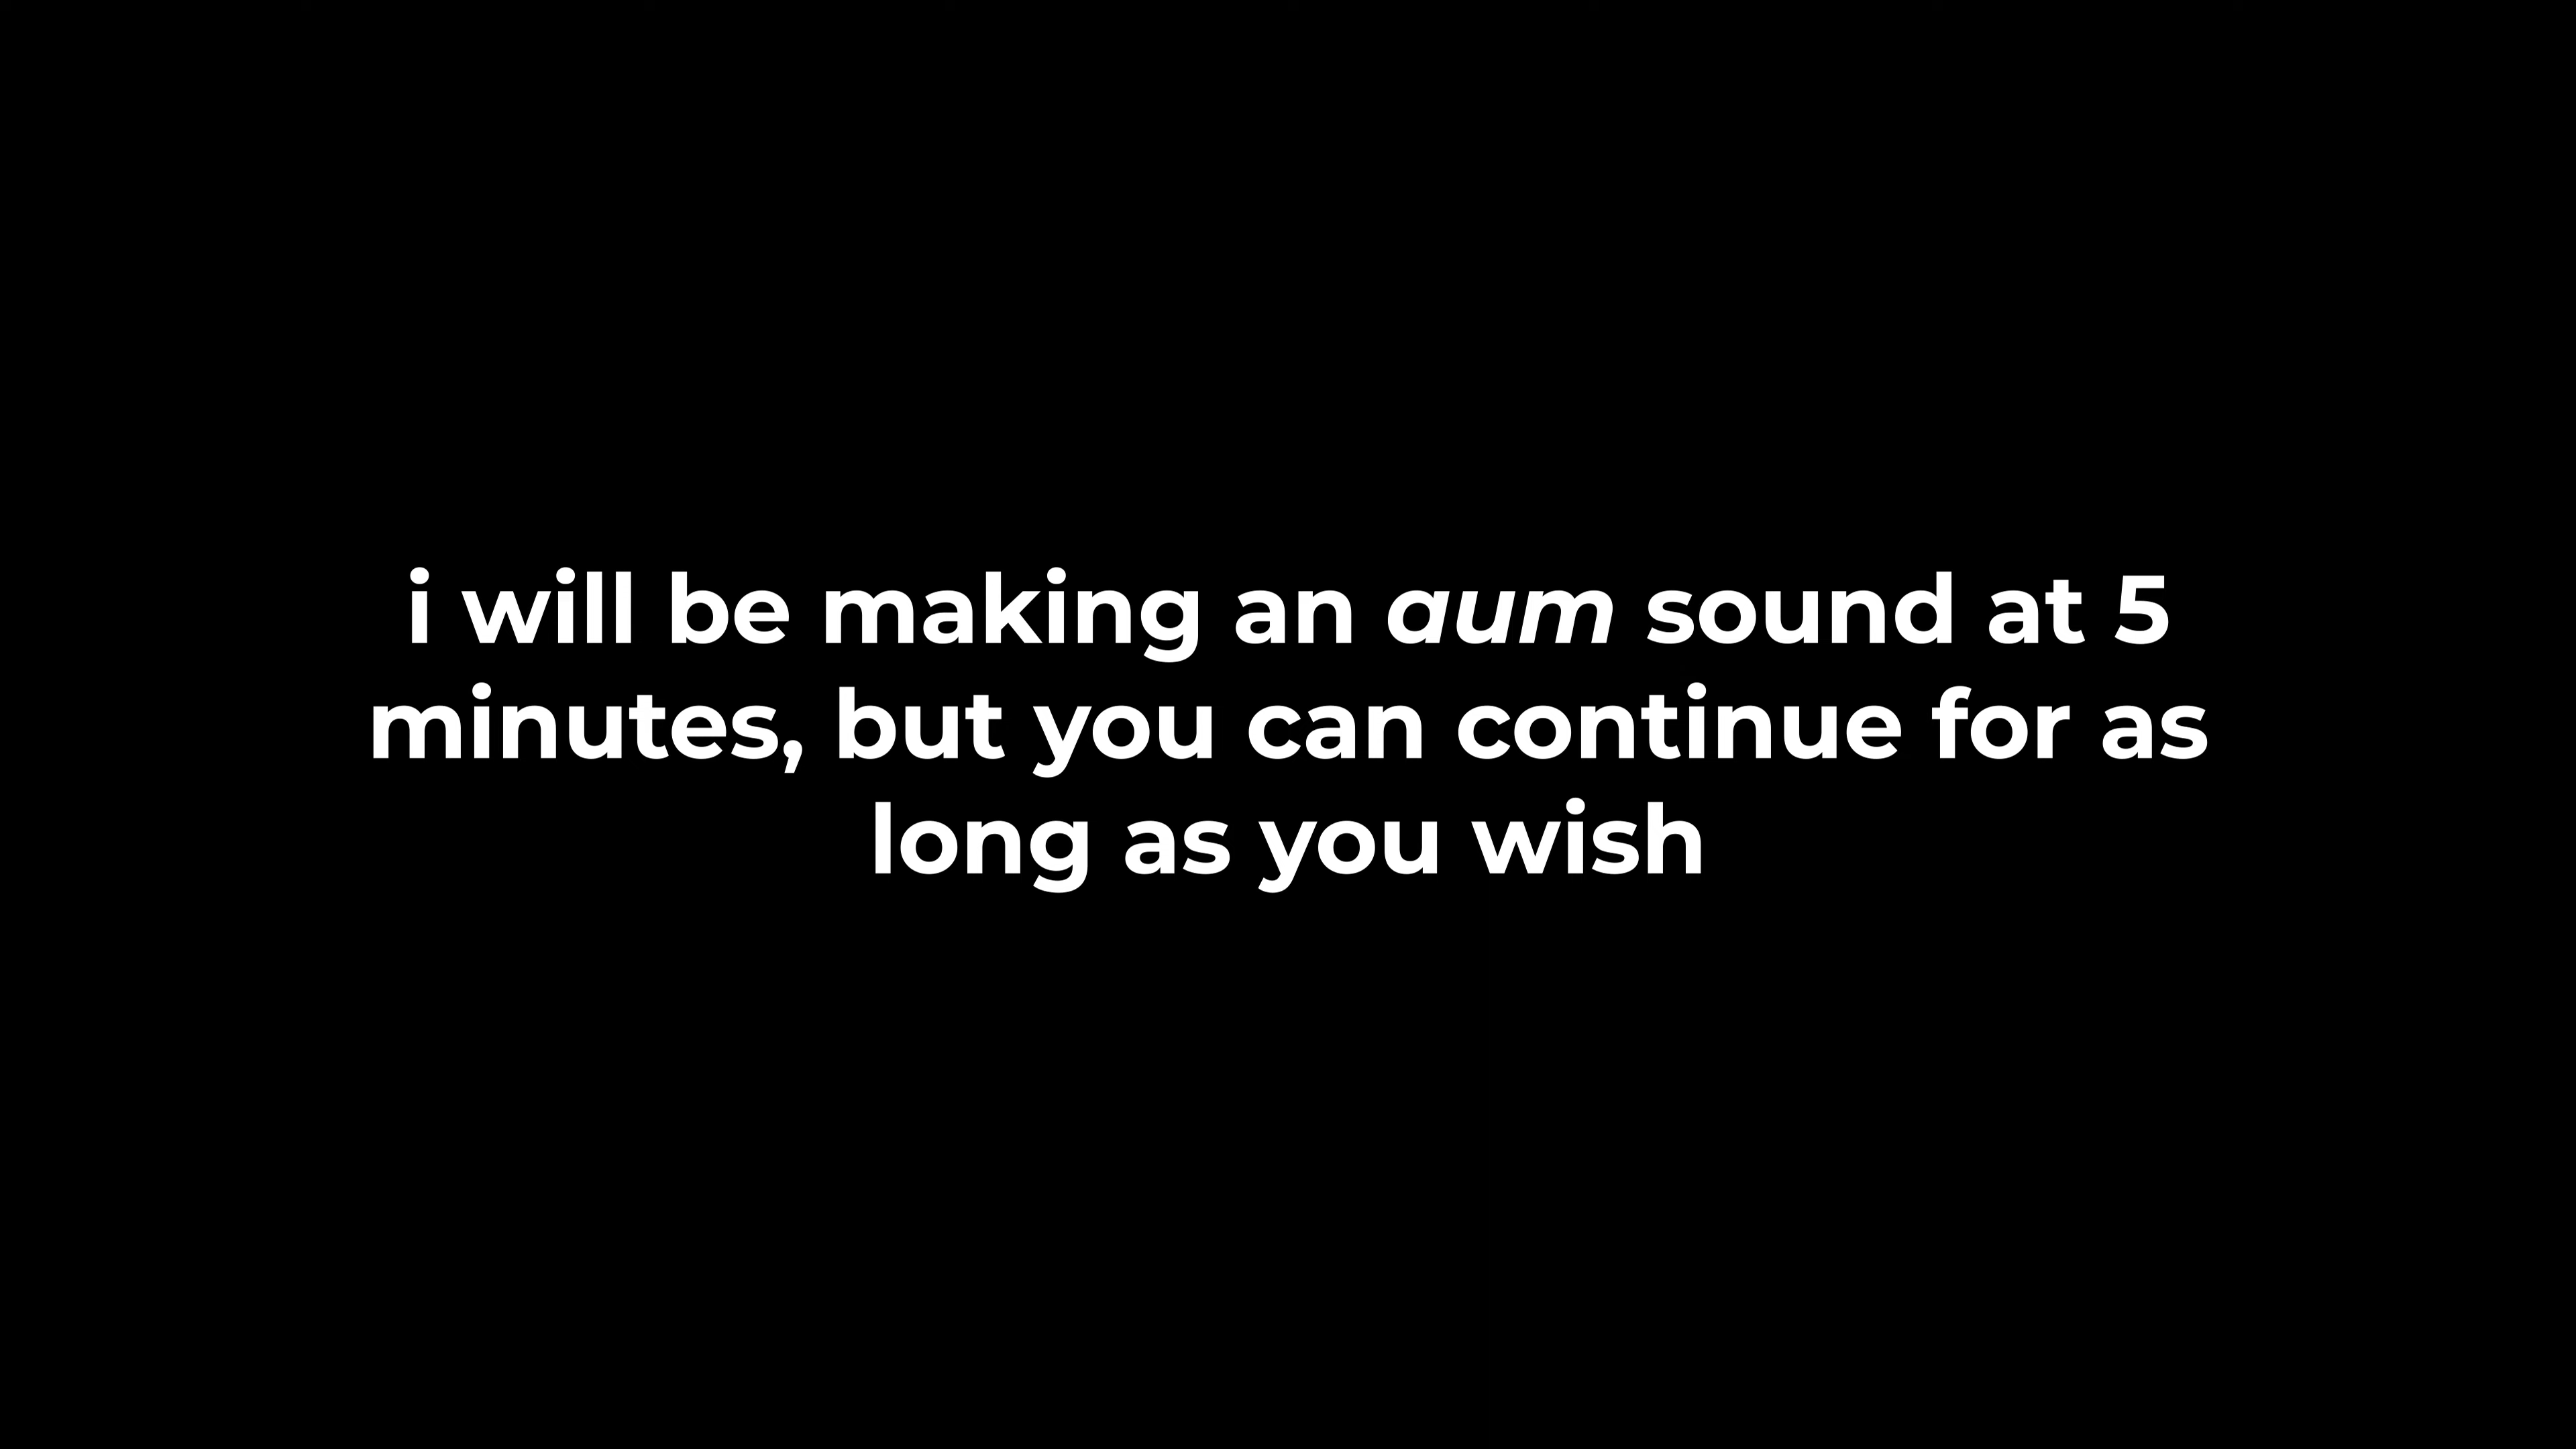 i will be making an aum sound at 5
minutes, but you can continue for as
long as you wish